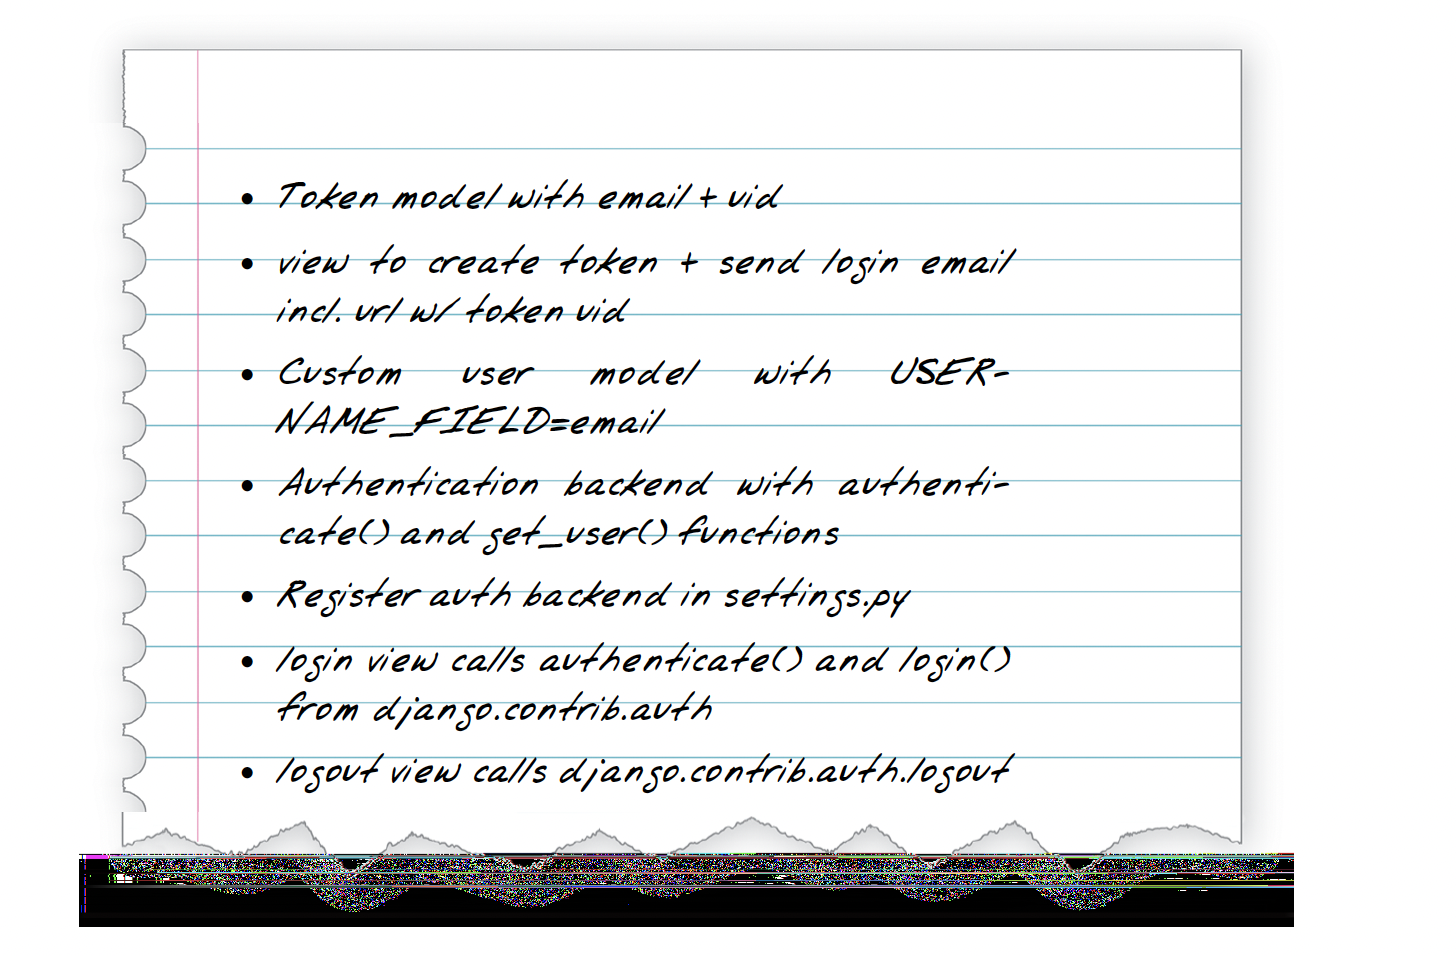 • Token model with email + uid
• view to create token + send login email
incl. url w/ token uid
• Custom user model with USER-
NAME_FIELD=email
• Authentication backend with authenti-
cate() and get_user() functions
• Register auth backend in settings.py
• login view calls authenticate() and login()
from django.contrib.auth
• logout view calls django.contrib.auth.logout